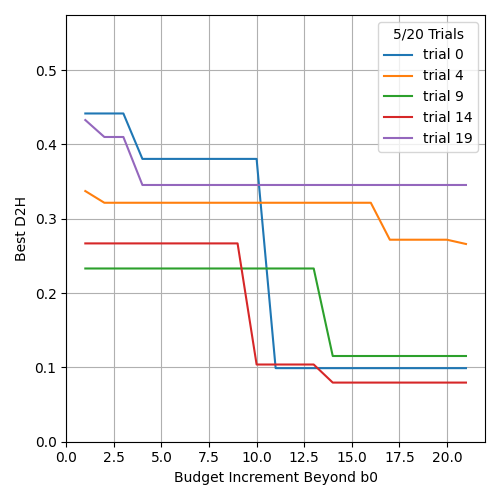 5/20 Trials
trial 0
trial 4
trial 9
trial 14
trial 19
Best D2H
0.5
0.4
0.3
0.2
0.1
0.0
0.0 2.5 5.0 7.5 10.0 12.5 15.0 17.5 20.0
Budget Increment Beyond b0